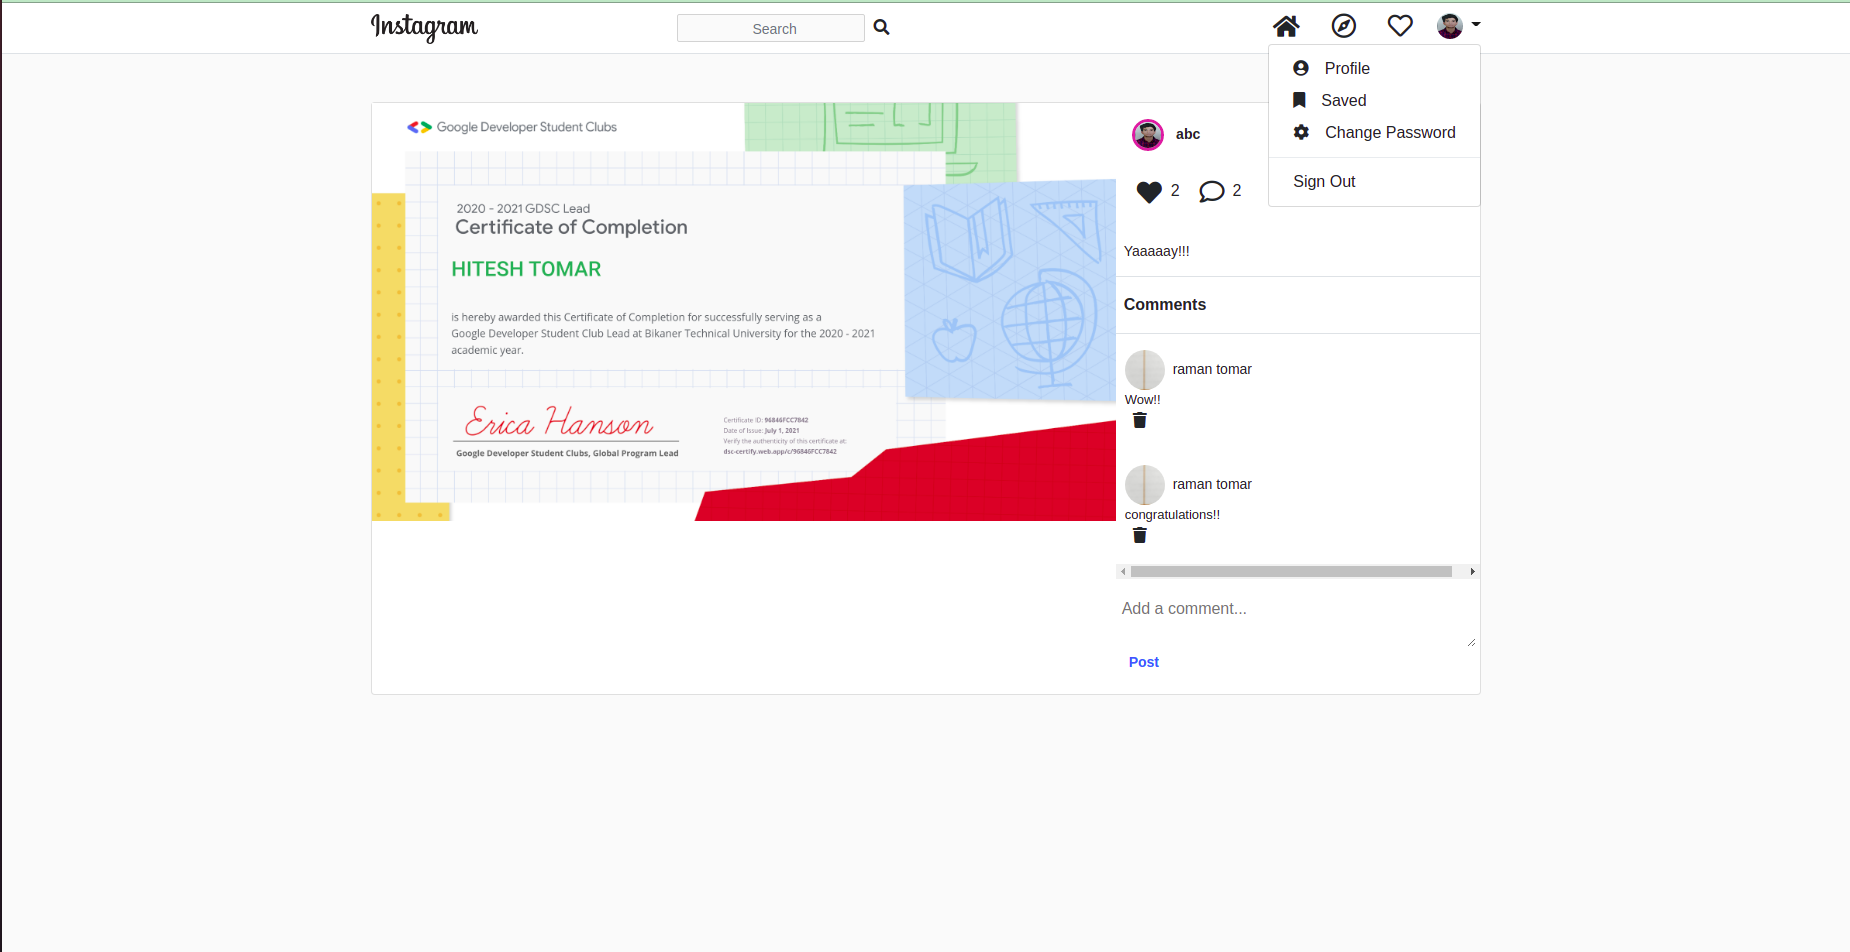 Instagram
Search
Profile
Saved
Change Password
Sign Out
Google Developer Student Clubs
2020 - 2021 GDSC Lead
Certificate of Completion
HITESH TOMAR
is hereby awarded this Certificate of Completion for successfully serving as a
Google Developer Student Club Lead at Bikaner Technical University for the 2020 - 2021
academic year.
Erica Hanson
Google Developer Student Clubs, Global Program Lead
Certificate ID: 96846FCC7842
Date of Issue: July 1, 2021
Verify the authenticity of this certificate at:
dsc-certify.web.app/c/96846FCC7842
abc
2 2
Yaaaaay!!!
Comments
raman tomar
Wow!!
raman tomar
congratulations!!
Add a comment...
Post